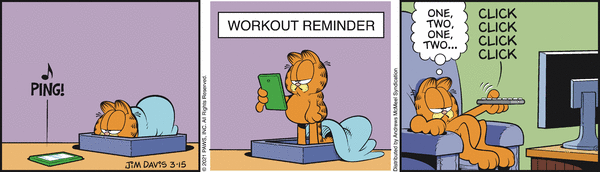 PING!
JIM DAVIS 3-15
© 2021 PAWS, INC. All Rights Reserved.
WORKOUT REMINDER
Distributed by Andrews McMeel Syndication
ONE,
TWO,
ONE,
TWO...
CLICK
CLICK
CLICK
CLICK